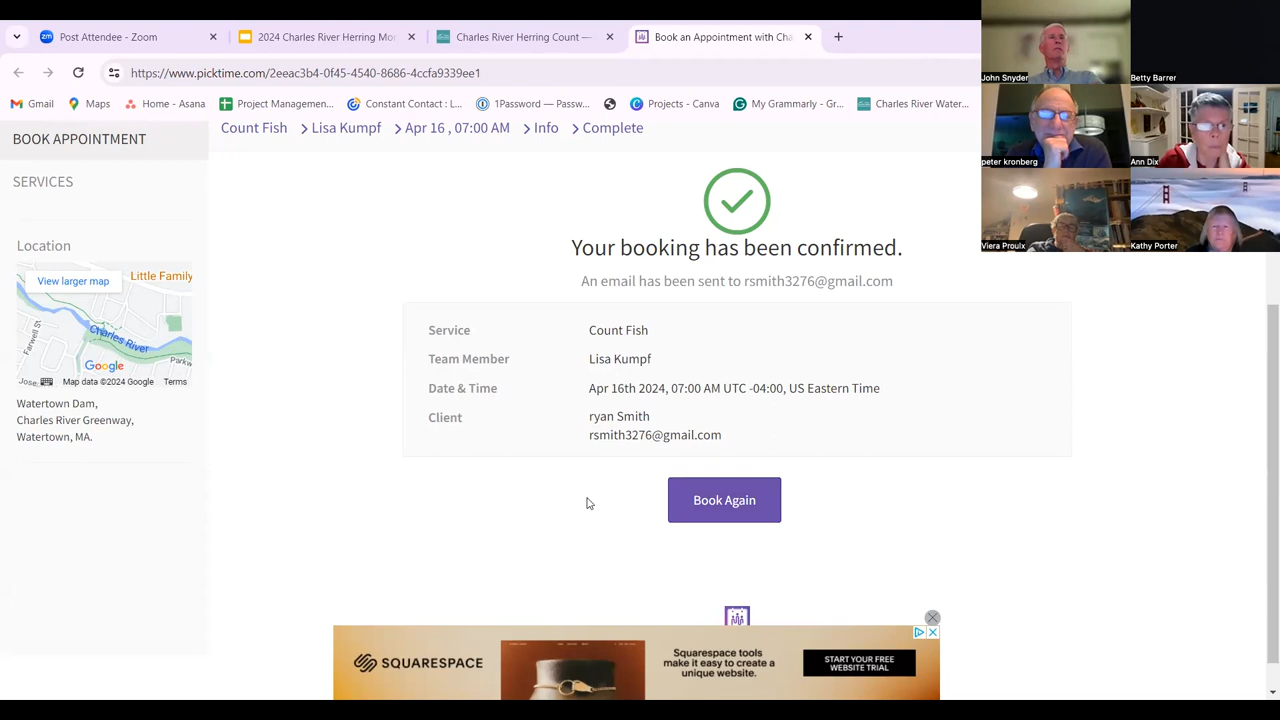 Post Attendee - Zoom
2024 Charles River Herring Mo
Charles River Herring Count —
Book an Appointment with Cha
https://www.picktime.com/2eeac3b4-0f45-4540-8686-4ccfa9339ee1
Gmail
Maps
Home - Asana
Project Managemen...
Constant Contact : L...
1Password — Passw...
Projects - Canva
My Grammarly - Gr...
Charles River Water...
John Snyder
Betty Barrer
peter kronberg
Ann Dix
Viera Proulx
Kathy Porter
BOOK APPOINTMENT
SERVICES
Location
View larger map
Little Family
Farwell St
Charles River
Parkw
Google
Jose
Map data ©2024 Google
Terms
Watertown Dam,
Charles River Greenway,
Watertown, MA.
Count Fish > Lisa Kumpf > Apr 16 , 07:00 AM > Info > Complete
Your booking has been confirmed.
An email has been sent to rsmith3276@gmail.com
Service Count Fish
Team Member Lisa Kumpf
Date & Time Apr 16th 2024, 07:00 AM UTC -04:00, US Eastern Time
Client ryan Smith
rsmith3276@gmail.com
Book Again
SQUARESPACE
Squarespace tools
make it easy to create a
unique website.
START YOUR FREE
WEBSITE TRIAL